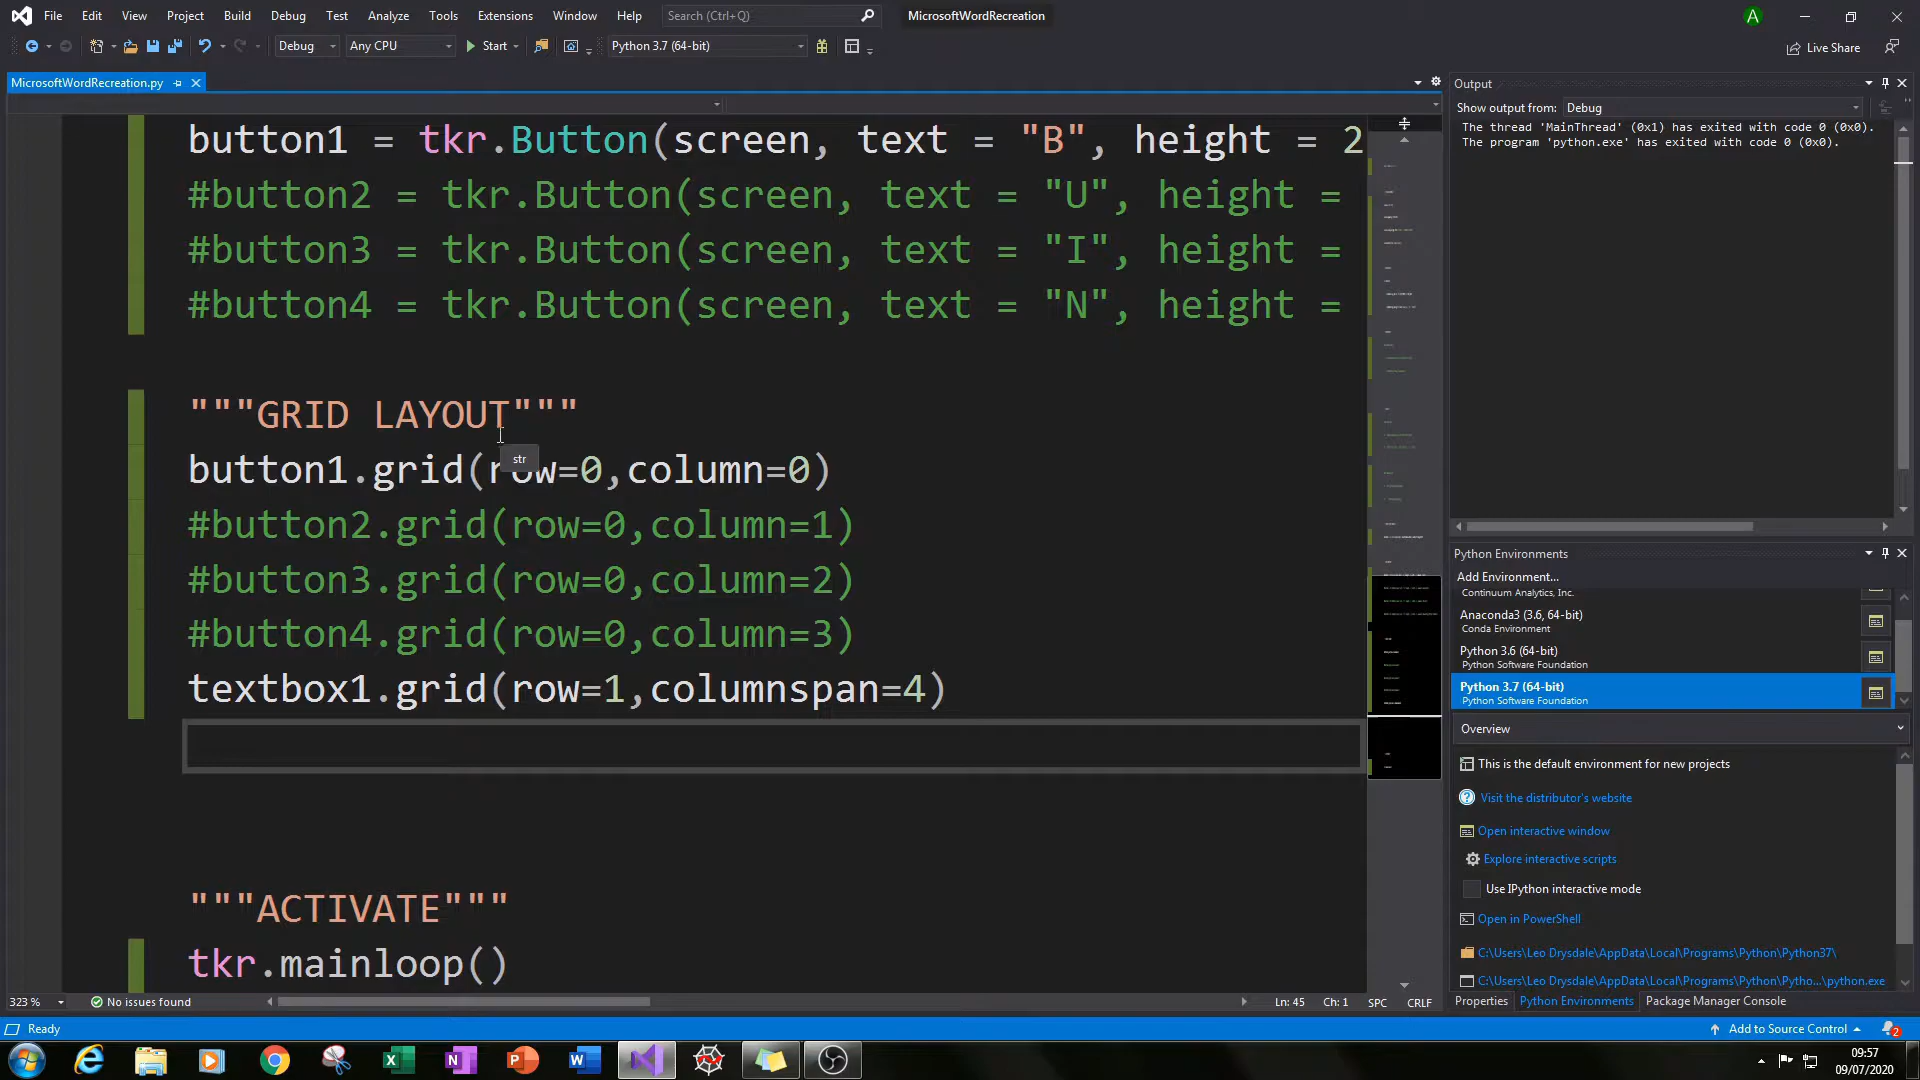 File Edit View Project Build Debug Test Analyze Tools Extensions Window Help Search (Ctrl+Q) MicrosoftWordRecreation A
Debug Any CPU Start Python 3.7 (64-bit) Live Share
MicrosoftWordRecreation.py
button1 = tkr.Button(screen, text = "B", height = 2
#button2 = tkr.Button(screen, text = "U", height =
#button3 = tkr.Button(screen, text = "I", height =
#button4 = tkr.Button(screen, text = "N", height =
"""GRID LAYOUT"""
str
button1.grid(row=0,column=0)
#button2.grid(row=0,column=1)
#button3.grid(row=0,column=2)
#button4.grid(row=0,column=3)
textbox1.grid(row=1,columnspan=4)
"""ACTIVATE"""
tkr.mainloop()
323 % No issues found Ln: 45 Ch: 1 SPC CRLF
Output
Show output from: Debug
The thread 'MainThread' (0x1) has exited with code 0 (0x0).
The program 'python.exe' has exited with code 0 (0x0).
Python Environments
Add Environment...
Continuum Analytics, Inc.
Anaconda3 (3.6, 64-bit)
Conda Environment
Python 3.6 (64-bit)
Python Software Foundation
Python 3.7 (64-bit)
Python Software Foundation
Overview
This is the default environment for new projects
Visit the distributor's website
Open interactive window
Explore interactive scripts
Use IPython interactive mode
Open in PowerShell
C:\Users\Leo Drysdale\AppData\Local\Programs\Python\Python37\
C:\Users\Leo Drysdale\AppData\Local\Programs\Python\Pytho...\python.exe
Properties Python Environments Package Manager Console
Ready Add to Source Control 2
09:57
09/07/2020